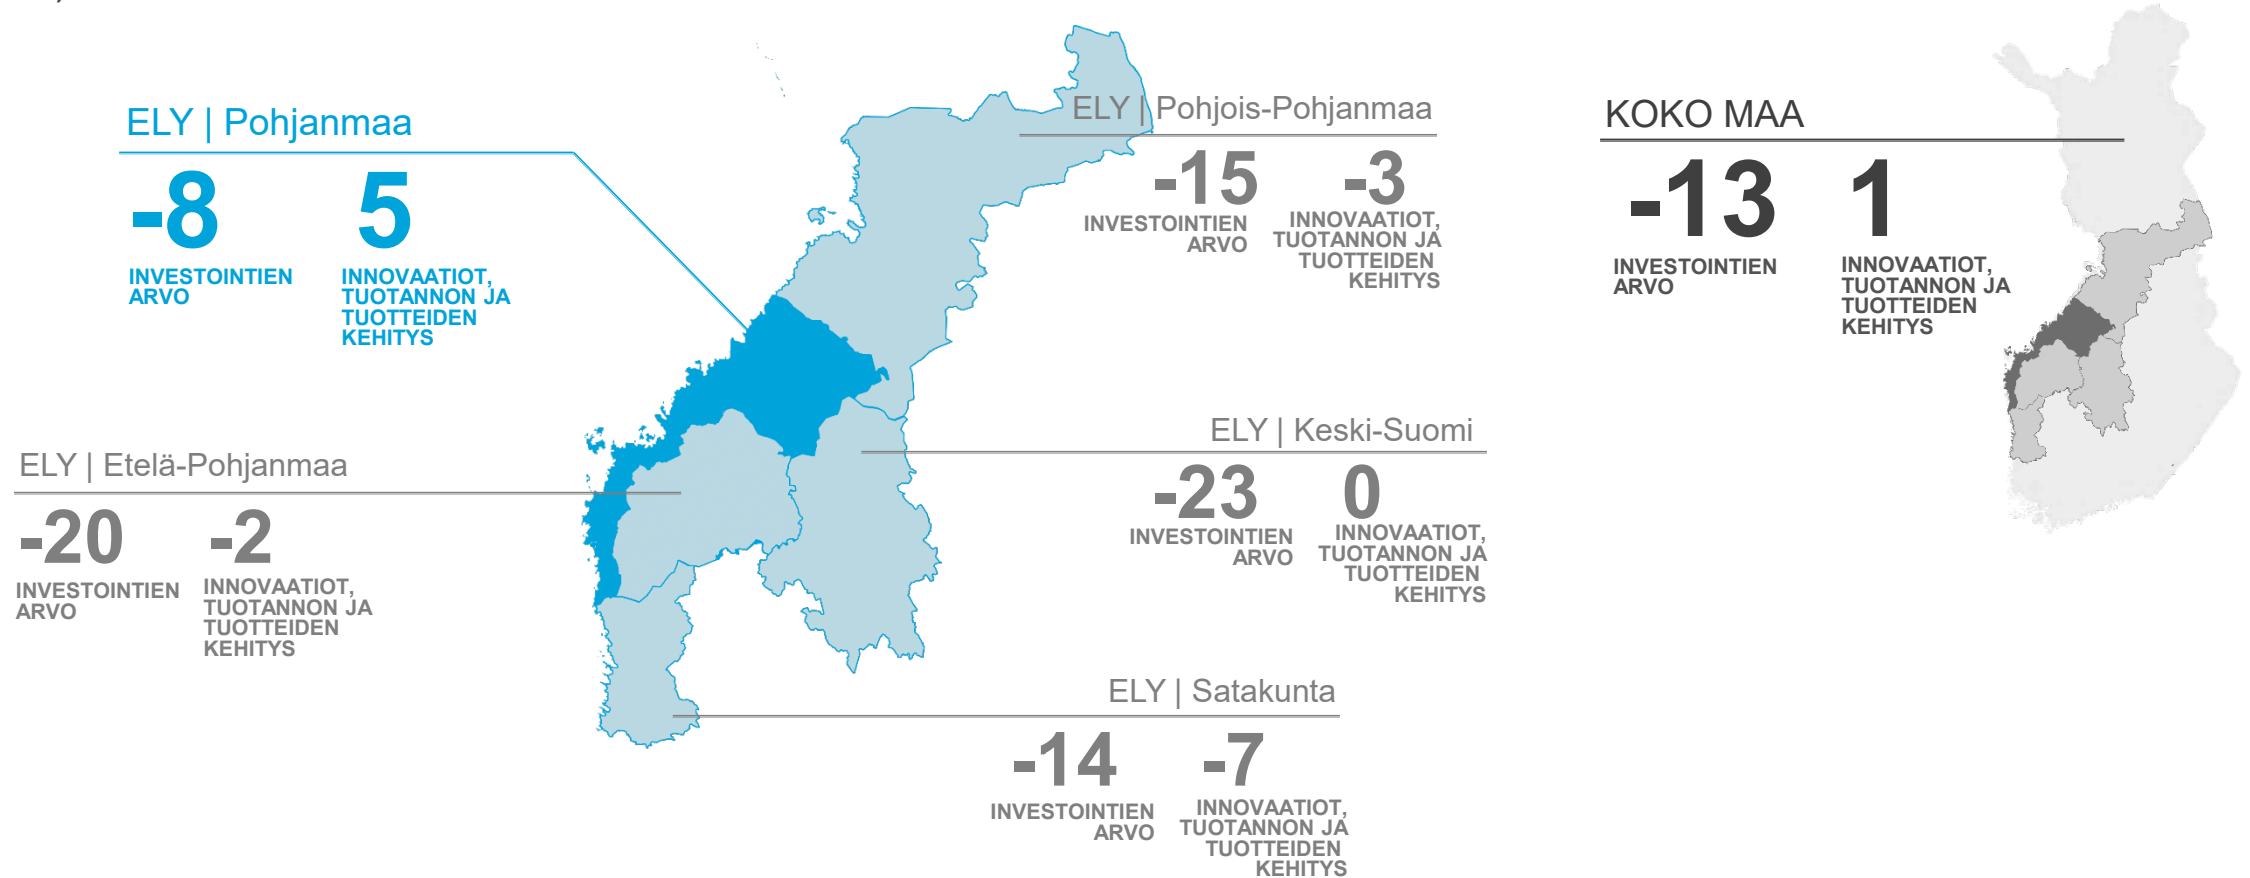 ELY | Pohjanmaa
-8
5
INVESTOINTIEN
ARVO
INNOVAATIOT,
TUOTANNON JA
TUOTTEIDEN
KEHITYS
ELY | Pohjois-Pohjanmaa
-15
-3
INVESTOINTIEN
ARVO
INNOVAATIOT,
TUOTANNON JA
TUOTTEIDEN
KEHITYS
KOKO MAA
-13
1
INVESTOINTIEN
ARVO
INNOVAATIOT,
TUOTANNON JA
TUOTTEIDEN
KEHITYS
ELY | Etelä-Pohjanmaa
-20
-2
INVESTOINTIEN
ARVO
INNOVAATIOT,
TUOTANNON JA
TUOTTEIDEN
KEHITYS
ELY | Keski-Suomi
-23
0
INVESTOINTIEN
ARVO
INNOVAATIOT,
TUOTANNON JA
TUOTTEIDEN
KEHITYS
ELY | Satakunta
-14
-7
INVESTOINTIEN
ARVO
INNOVAATIOT,
TUOTANNON JA
TUOTTEIDEN
KEHITYS